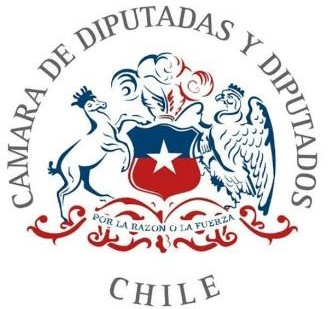 CAMARA DE DIPUTADAS Y DIPUTADOS
POR LA RAZON O LA FUERZA
CHILE